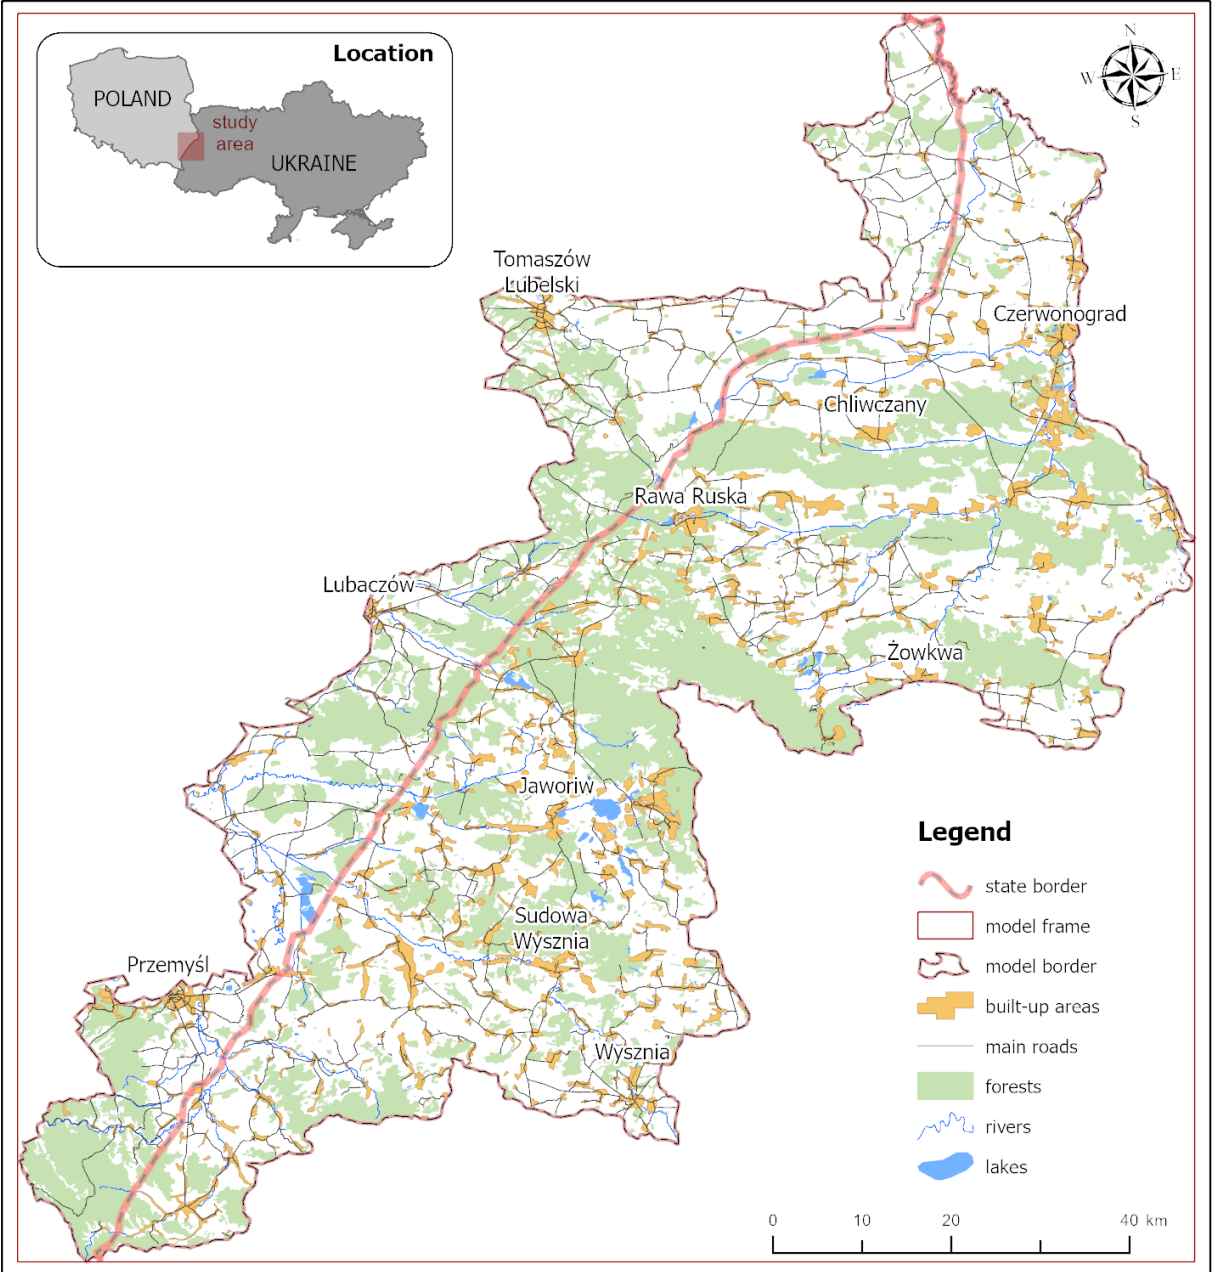 Location
POLAND
study
area
UKRAINE
N
W
E
S
Tomaszów
Lubelski
Czerwonograd
Chliwczany
Rawa Ruska
Lubaczów
Żowkwa
Jaworiw
Sudowa
Wysznia
Przemyśl
Wysznia
Legend
state border
model frame
model border
built-up areas
main roads
forests
rivers
lakes
0 10 20 40 km